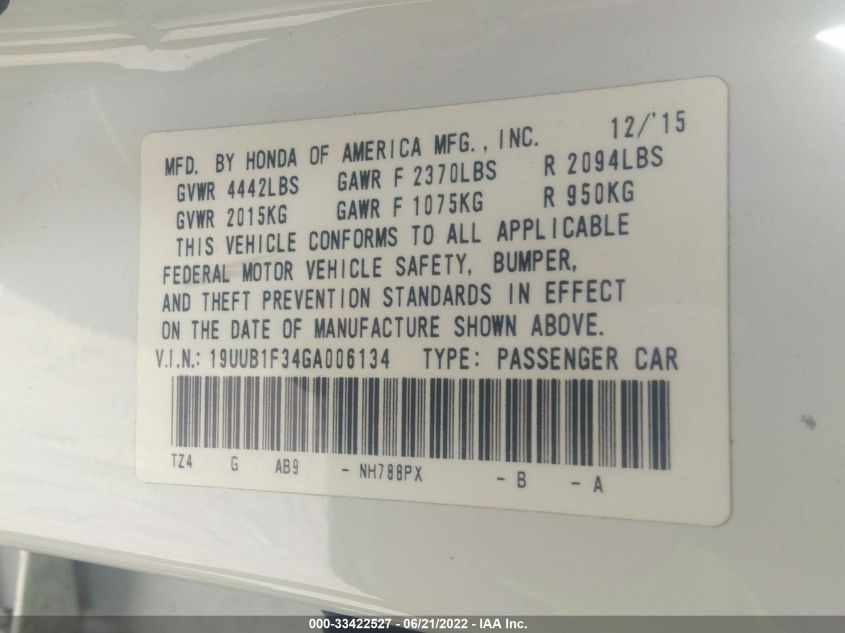 MFD. BY HONDA OF AMERICA MFG., INC. 12/'15
GVWR 4442LBS GAWR F 2370LBS R 2094LBS
GVWR 2015KG GAWR F 1075KG R 950KG
THIS VEHICLE CONFORMS TO ALL APPLICABLE
FEDERAL MOTOR VEHICLE SAFETY, BUMPER,
AND THEFT PREVENTION STANDARDS IN EFFECT
ON THE DATE OF MANUFACTURE SHOWN ABOVE.
V.I.N.: 19UUB1F34GA006134 TYPE: PASSENGER CAR
TZ4 G AB9 - NH788PX - B - A
000-33422527 - 06/21/2022 - IAA Inc.